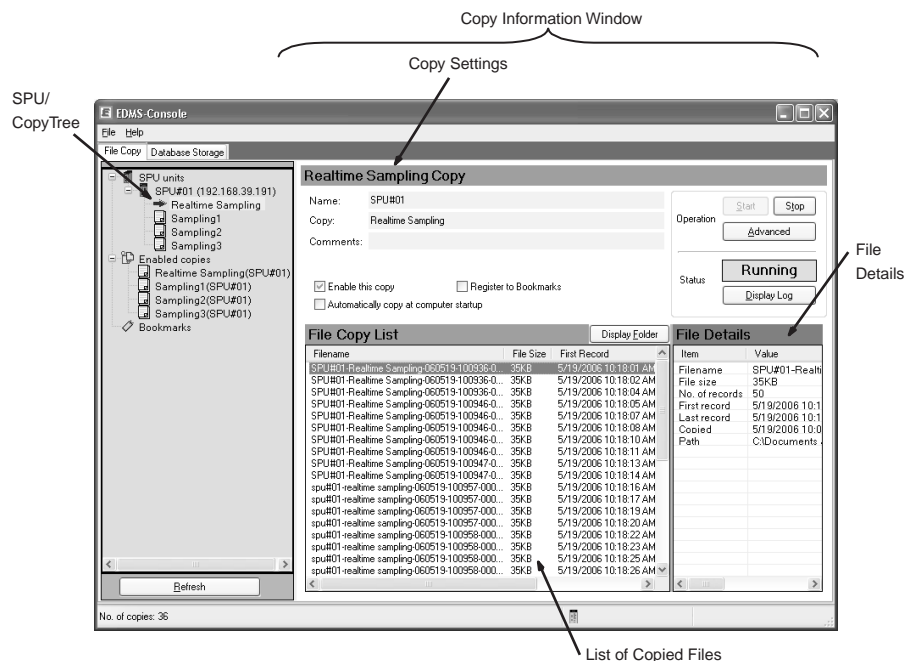 Copy Information Window
Copy Settings
SPU/
CopyTree
EDMS-Console
File Help
File Copy Database Storage
SPU units
SPU#01 (192.168.39.191)
Realtime Sampling
Sampling1
Sampling2
Sampling3
Enabled copies
Realtime Sampling(SPU#01)
Sampling1(SPU#01)
Sampling2(SPU#01)
Sampling3(SPU#01)
Bookmarks
Refresh
No. of copies: 36
Realtime Sampling Copy
Name: SPU#01
Copy: Realtime Sampling
Comments:
Enable this copy Register to Bookmarks
Automatically copy at computer startup
Operation Start Stop
Advanced
Status Running
Display Log
File Copy List Display Folder
Filename File Size First Record
SPU#01-Realtime Sampling-060519-100936-0... 35KB 5/19/2006 10:18:01 AM
SPU#01-Realtime Sampling-060519-100936-0... 35KB 5/19/2006 10:18:02 AM
SPU#01-Realtime Sampling-060519-100936-0... 35KB 5/19/2006 10:18:04 AM
SPU#01-Realtime Sampling-060519-100946-0... 35KB 5/19/2006 10:18:05 AM
SPU#01-Realtime Sampling-060519-100946-0... 35KB 5/19/2006 10:18:07 AM
SPU#01-Realtime Sampling-060519-100946-0... 35KB 5/19/2006 10:18:08 AM
SPU#01-Realtime Sampling-060519-100946-0... 35KB 5/19/2006 10:18:10 AM
SPU#01-Realtime Sampling-060519-100946-0... 35KB 5/19/2006 10:18:11 AM
SPU#01-Realtime Sampling-060519-100947-0... 35KB 5/19/2006 10:18:13 AM
SPU#01-Realtime Sampling-060519-100947-0... 35KB 5/19/2006 10:18:14 AM
spu#01-realtime sampling-060519-100957-000... 35KB 5/19/2006 10:18:16 AM
spu#01-realtime sampling-060519-100957-000... 35KB 5/19/2006 10:18:17 AM
spu#01-realtime sampling-060519-100957-000... 35KB 5/19/2006 10:18:19 AM
spu#01-realtime sampling-060519-100957-000... 35KB 5/19/2006 10:18:20 AM
spu#01-realtime sampling-060519-100958-000... 35KB 5/19/2006 10:18:22 AM
spu#01-realtime sampling-060519-100958-000... 35KB 5/19/2006 10:18:23 AM
spu#01-realtime sampling-060519-100958-000... 35KB 5/19/2006 10:18:25 AM
spu#01-realtime sampling-060519-100958-000... 35KB 5/19/2006 10:18:26 AM
File Details
Item Value
Filename SPU#01-Realti
File size 35KB
No. of records 50
First record 5/19/2006 10:1
Last record 5/19/2006 10:1
Copied 5/19/2006 10:0
Path C:\Documents
File
Details
List of Copied Files